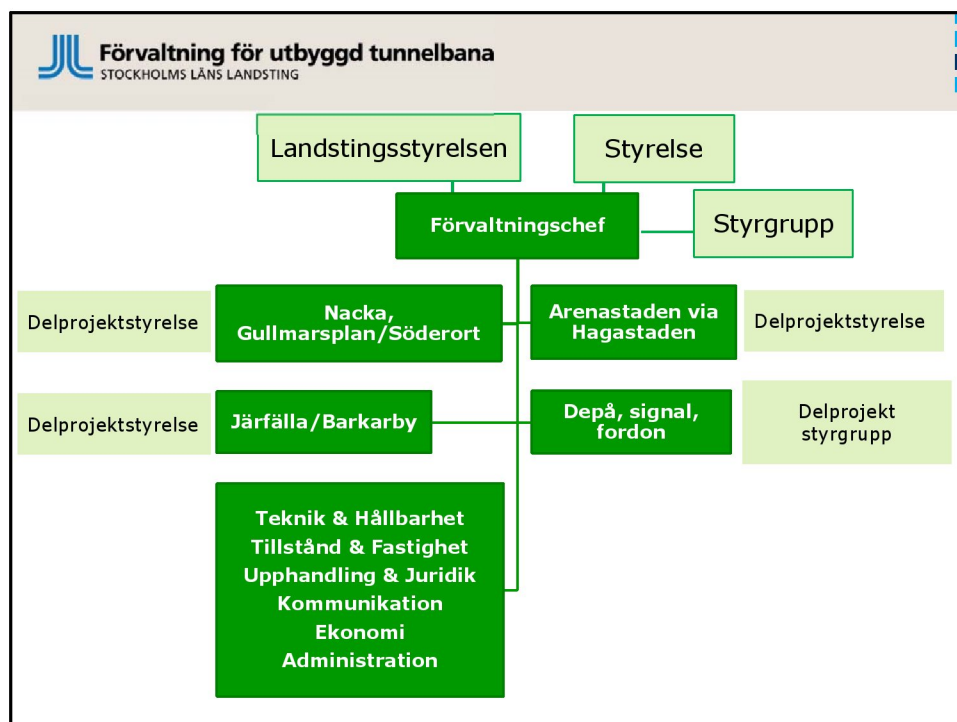 Förvaltning för utbyggd tunnelbana
STOCKHOLMS LÄNS LANDSTING
Landstingsstyrelsen
Styrelse
Förvaltningschef
Styrgrupp
Delprojektstyrelse
Nacka,
Gullmarsplan/Söderort
Arenastaden via
Hagastaden
Delprojektstyrelse
Delprojektstyrelse
Järfälla/Barkarby
Depå, signal,
fordon
Delprojekt
styrgrupp
Teknik & Hållbarhet
Tillstånd & Fastighet
Upphandling & Juridik
Kommunikation
Ekonomi
Administration